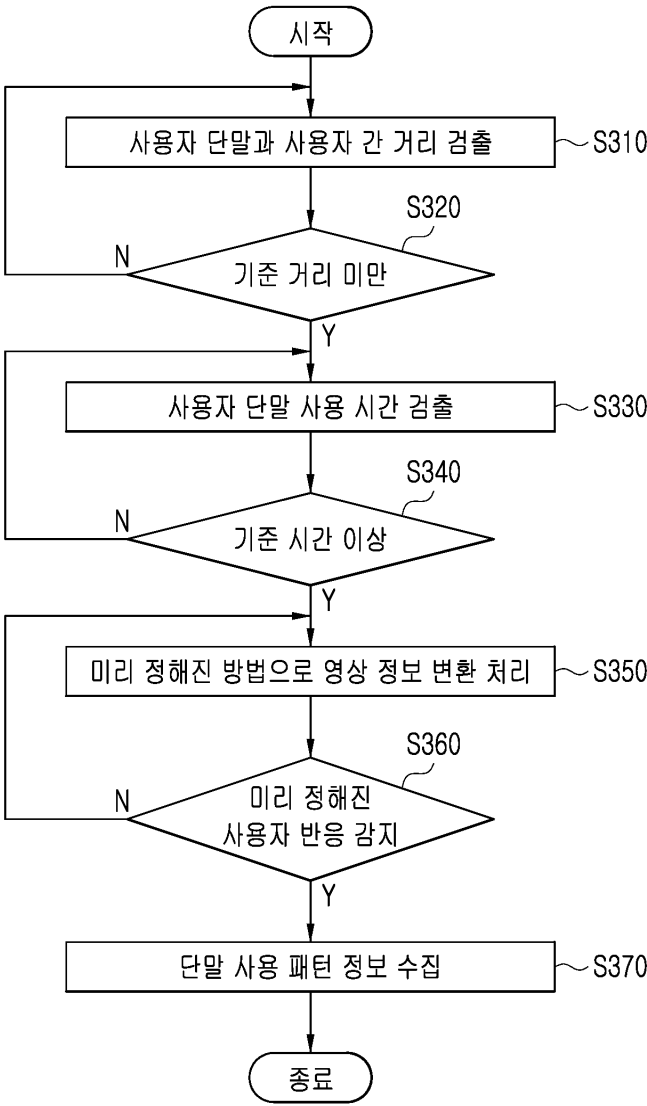 시작
사용자 단말과 사용자 간 거리 검출
S310
S320
N
기준 거리 미만
Y
사용자 단말 사용 시간 검출
S330
S340
N
기준 시간 이상
Y
미리 정해진 방법으로 영상 정보 변환 처리
S350
S360
N
미리 정해진
사용자 반응 감지
Y
단말 사용 패턴 정보 수집
S370
종료